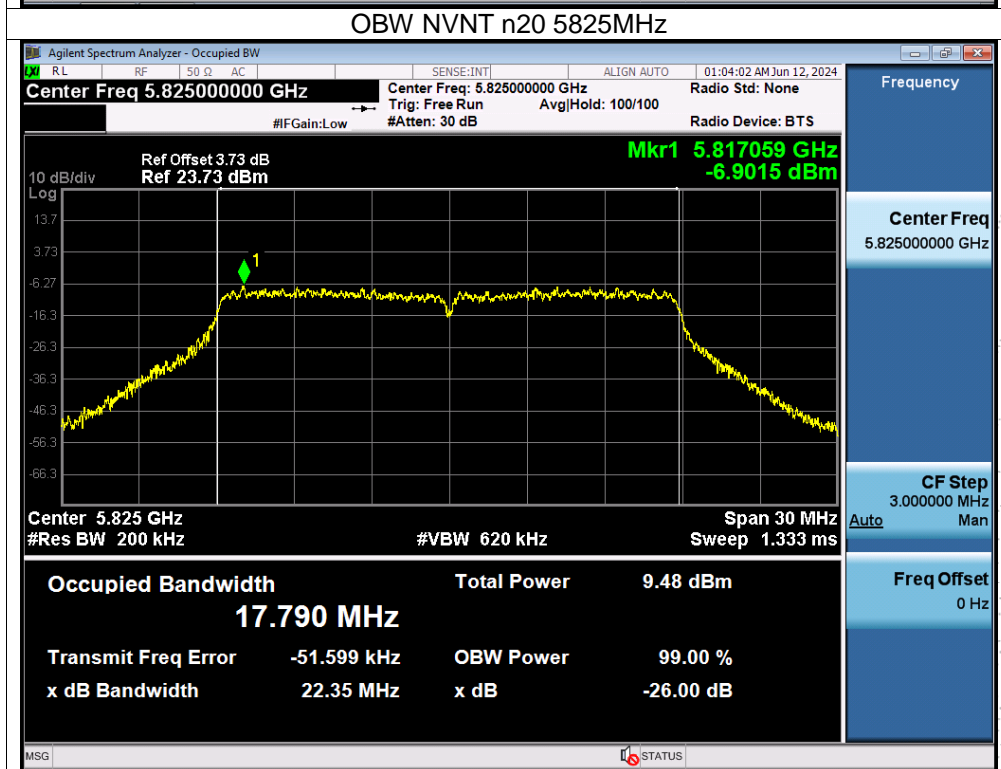 OBW NVNT n20 5825MHz
Agilent Spectrum Analyzer - Occupied BW
LXI RL RF 50 Ω AC SENSE:INT ALIGN AUTO 01:04:02 AM Jun 12, 2024
Center Freq 5.825000000 GHz
Center Freq: 5.825000000 GHz
Radio Std: None
Trig: Free Run Avg|Hold: 100/100
#IFGain:Low #Atten: 30 dB Radio Device: BTS
Frequency
Mkr1 5.817059 GHz
-6.9015 dBm
Ref Offset 3.73 dB
10 dB/div Ref 23.73 dBm
Log
13.7
3.73
1
-6.27
-16.3
-26.3
-36.3
-46.3
-56.3
-66.3
Center 5.825 GHz Span 30 MHz
#Res BW 200 kHz #VBW 620 kHz Sweep 1.333 ms
Center Freq
5.825000000 GHz
CF Step
3.000000 MHz
Auto Man
Freq Offset
0 Hz
Occupied Bandwidth Total Power 9.48 dBm
17.790 MHz
Transmit Freq Error -51.599 kHz OBW Power 99.00 %
x dB Bandwidth 22.35 MHz x dB -26.00 dB
MSG STATUS